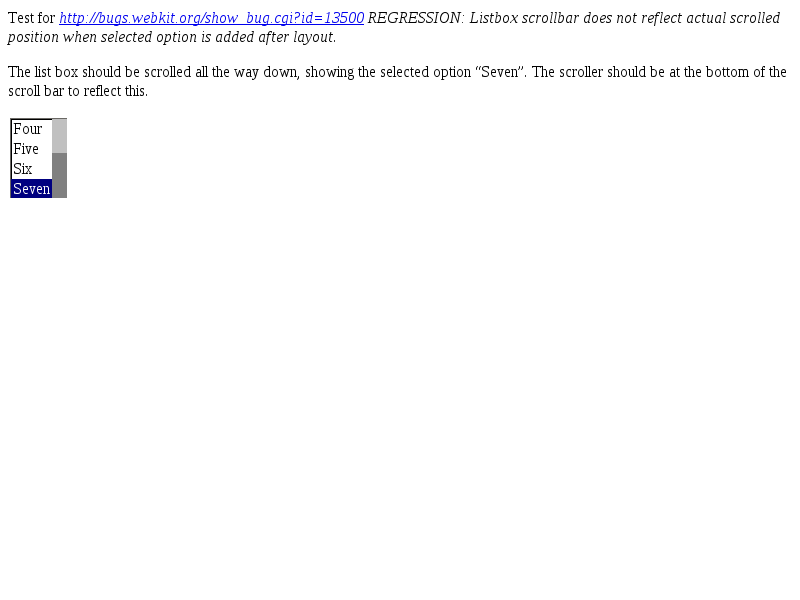 Test for http://bugs.webkit.org/show_bug.cgi?id=13500 REGRESSION: Listbox scrollbar does not reflect actual scrolled
position when selected option is added after layout.
The list box should be scrolled all the way down, showing the selected option “Seven”. The scroller should be at the bottom of the
scroll bar to reflect this.
Four
Five
Six
Seven